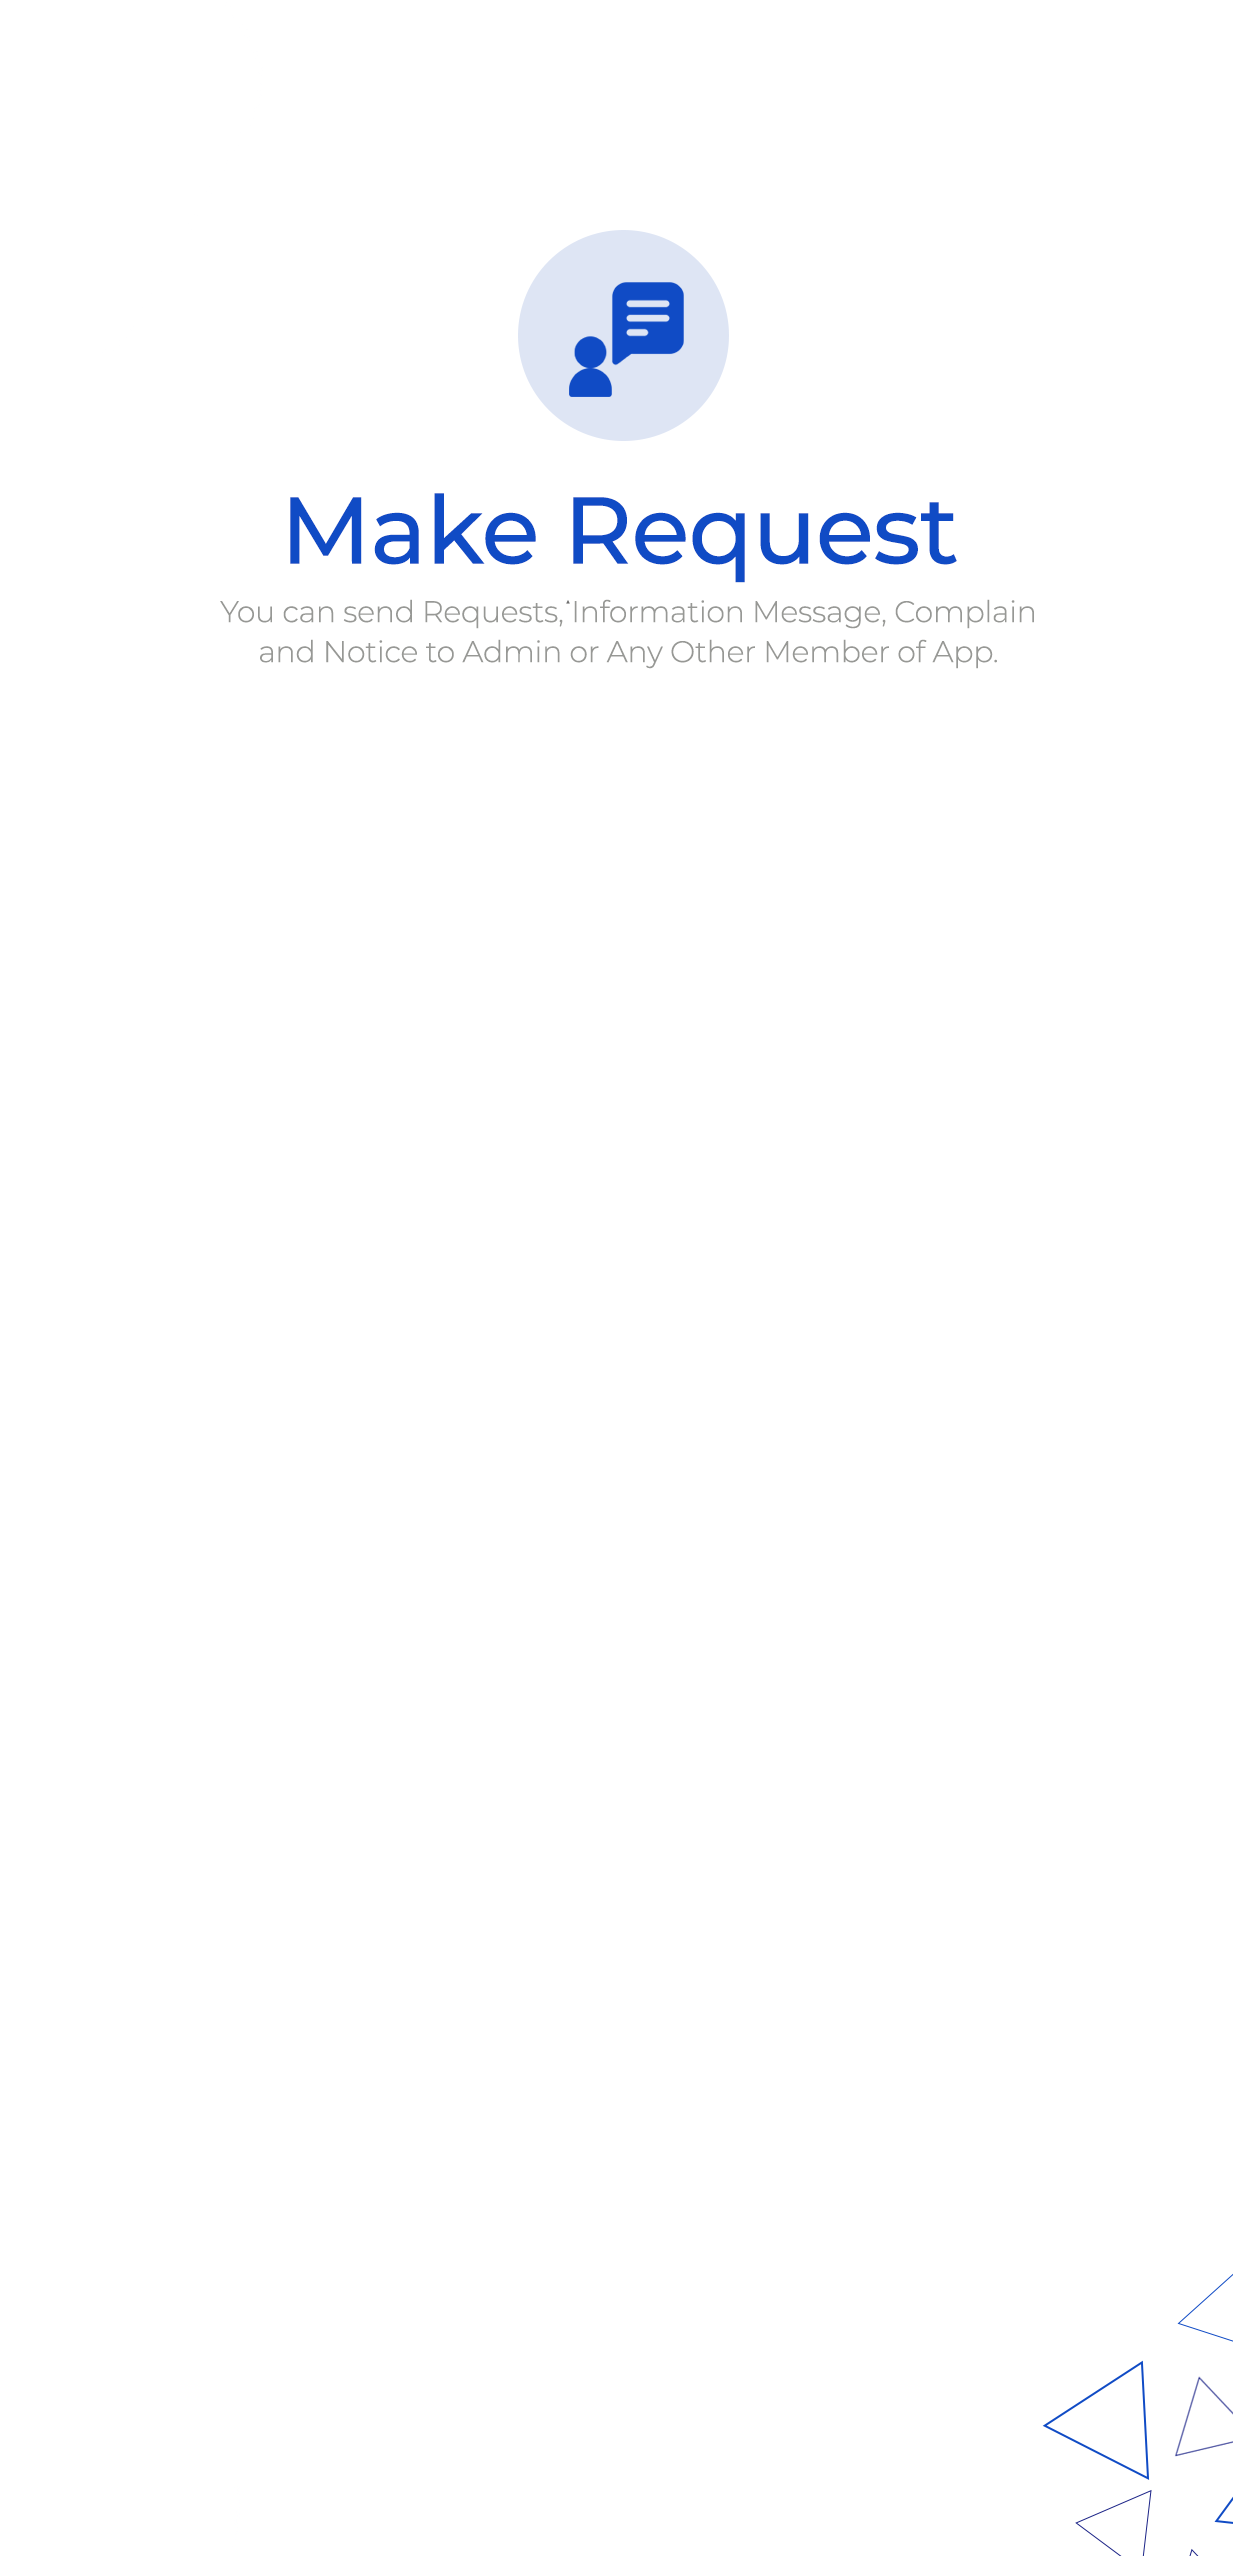 Make Request
You can send Requests, Information Message, Complain
and Notice to Admin or Any Other Member of App.